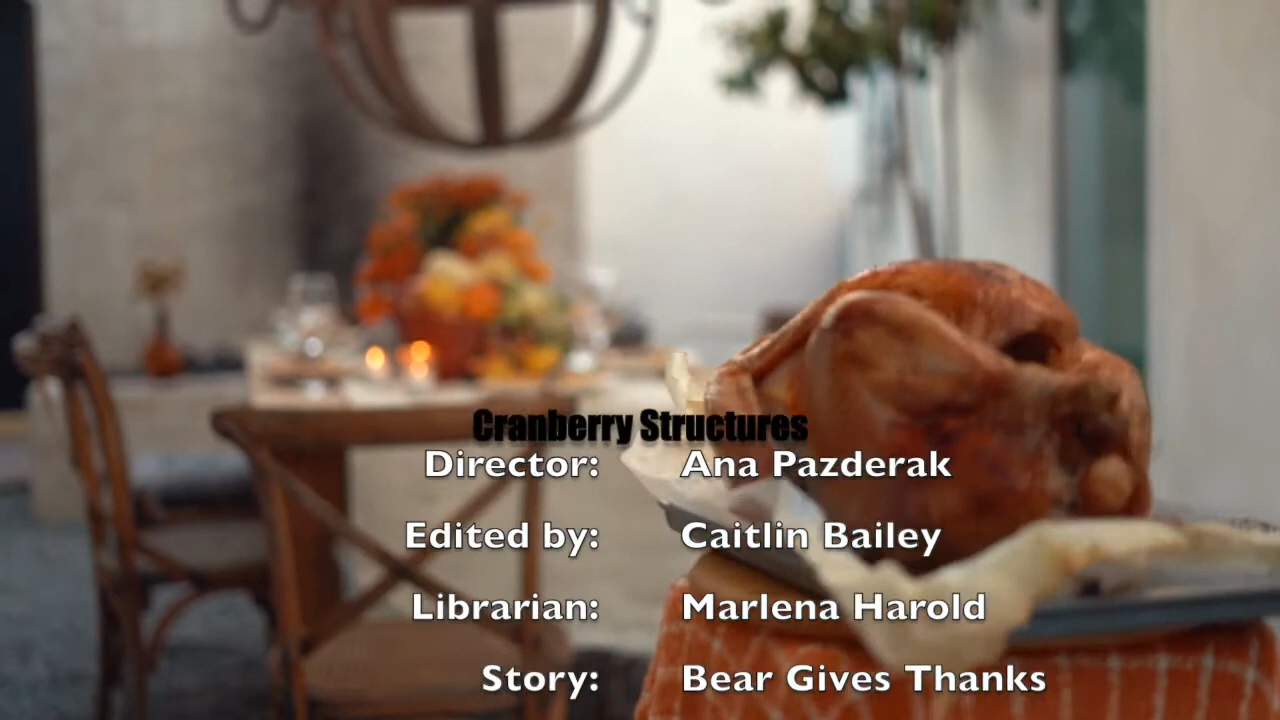 Cranberry Structures
Director: Ana Pazderak
Edited by: Caitlin Bailey
Librarian: Marlena Harold
Story: Bear Gives Thanks